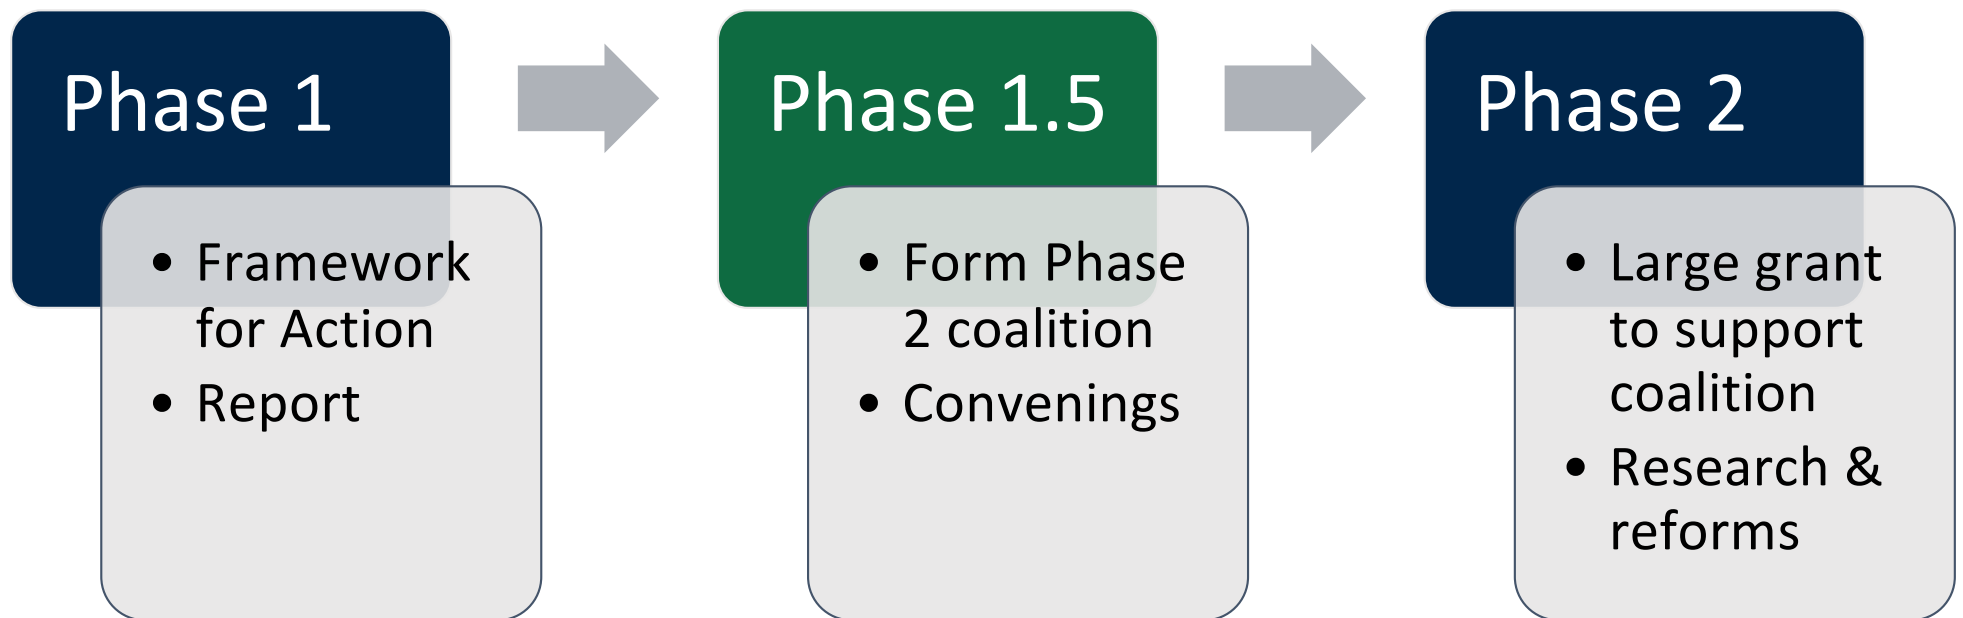 Phase 1
• Framework
for Action
• Report
Phase 1.5
• Form Phase
2 coalition
• Convenings
Phase 2
• Large grant
to support
coalition
• Research &
reforms